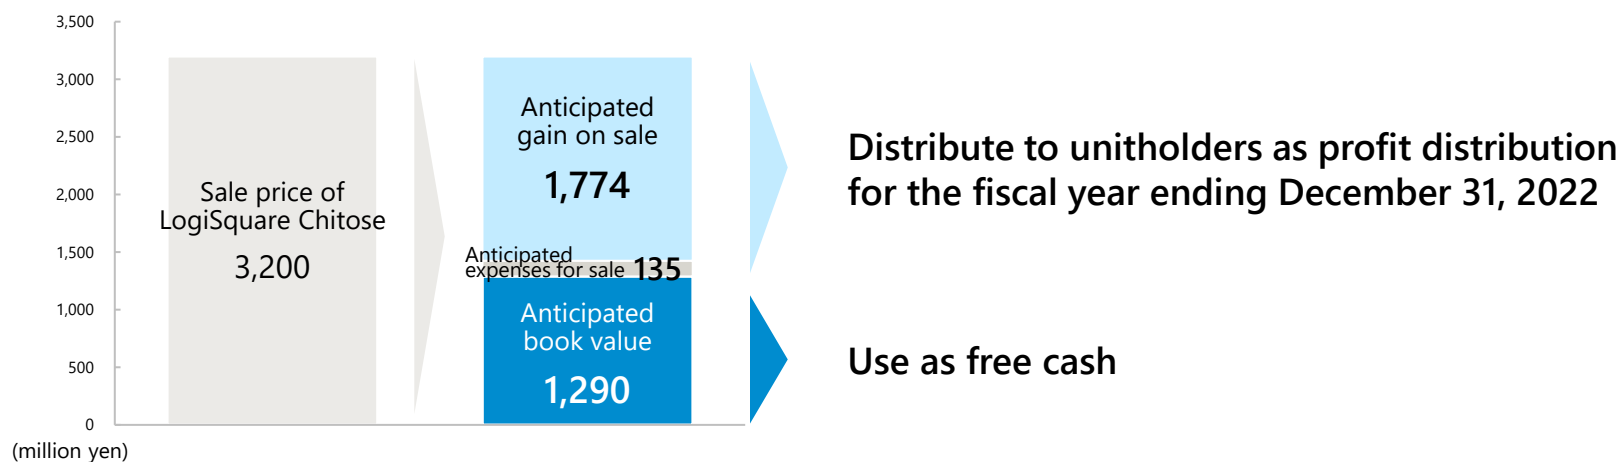 3,500
3,000
2,500
2,000
1,500
1,000
500
0
(million yen)
Sale price of
LogiSquare Chitose
3,200
Anticipated
gain on sale
1,774
Anticipated
expenses for sale 135
Anticipated
book value
1,290
Distribute to unitholders as profit distribution
for the fiscal year ending December 31, 2022
Use as free cash